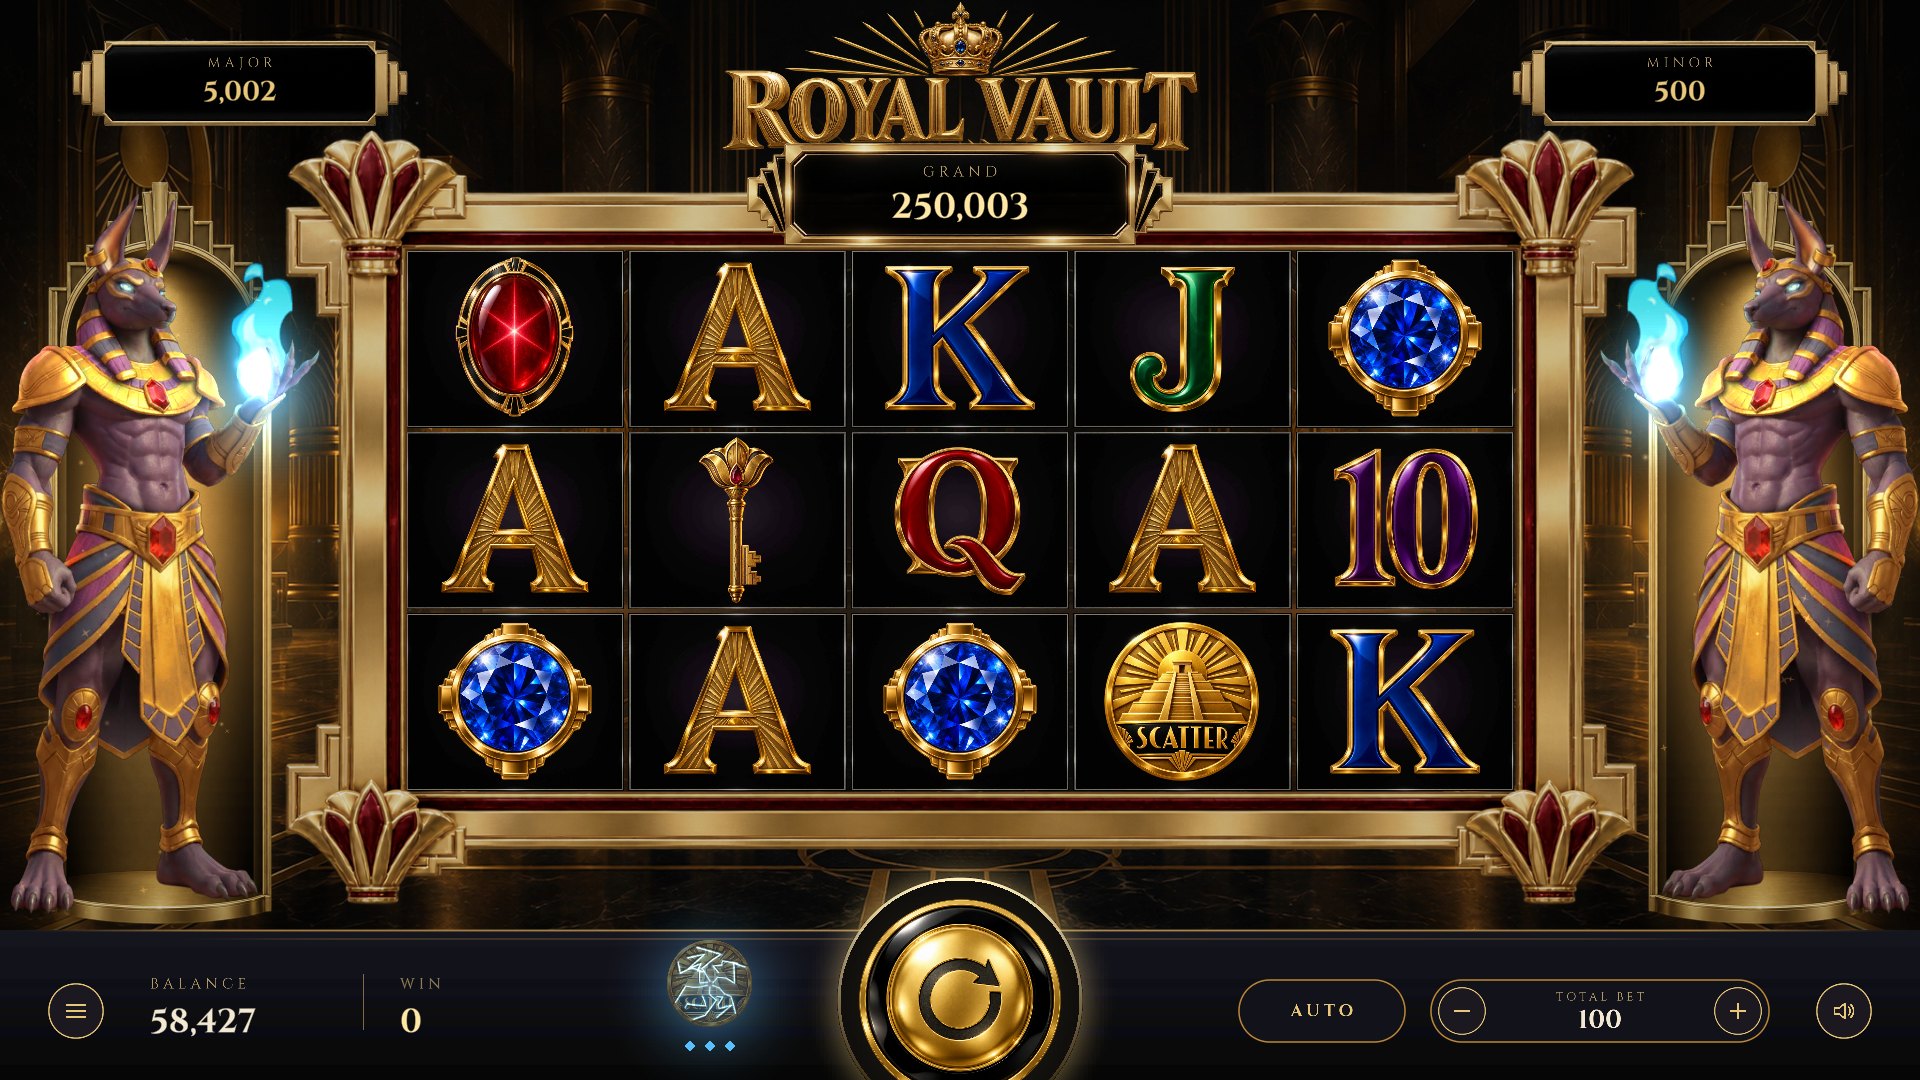 MAJOR
5,002
ROYAL VAULT
MINOR
500
GRAND
250,003
A K J
A Q A 10
A SCATTER K
BALANCE
58,427
WIN
0
AUTO
TOTAL BET
100